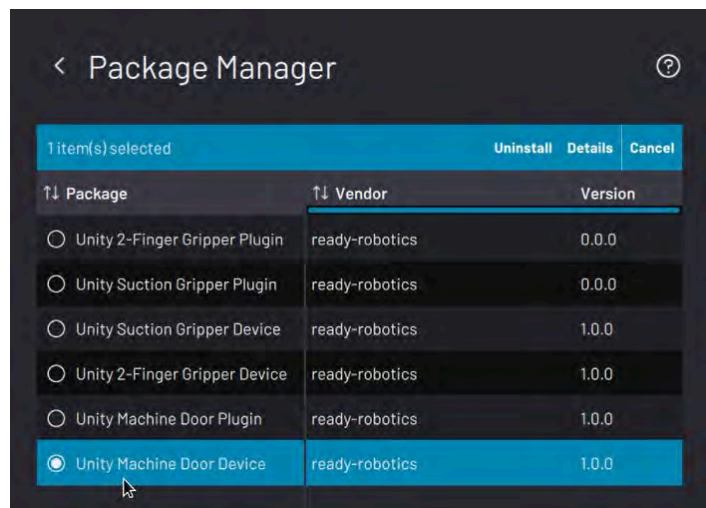 Package Manager
1 item(s) selected Uninstall Details Cancel
Package Vendor Version
Unity 2-Finger Gripper Plugin ready-robotics 0.0.0
Unity Suction Gripper Plugin ready-robotics 0.0.0
Unity Suction Gripper Device ready-robotics 1.0.0
Unity 2-Finger Gripper Device ready-robotics 1.0.0
Unity Machine Door Plugin ready-robotics 1.0.0
Unity Machine Door Device ready-robotics 1.0.0